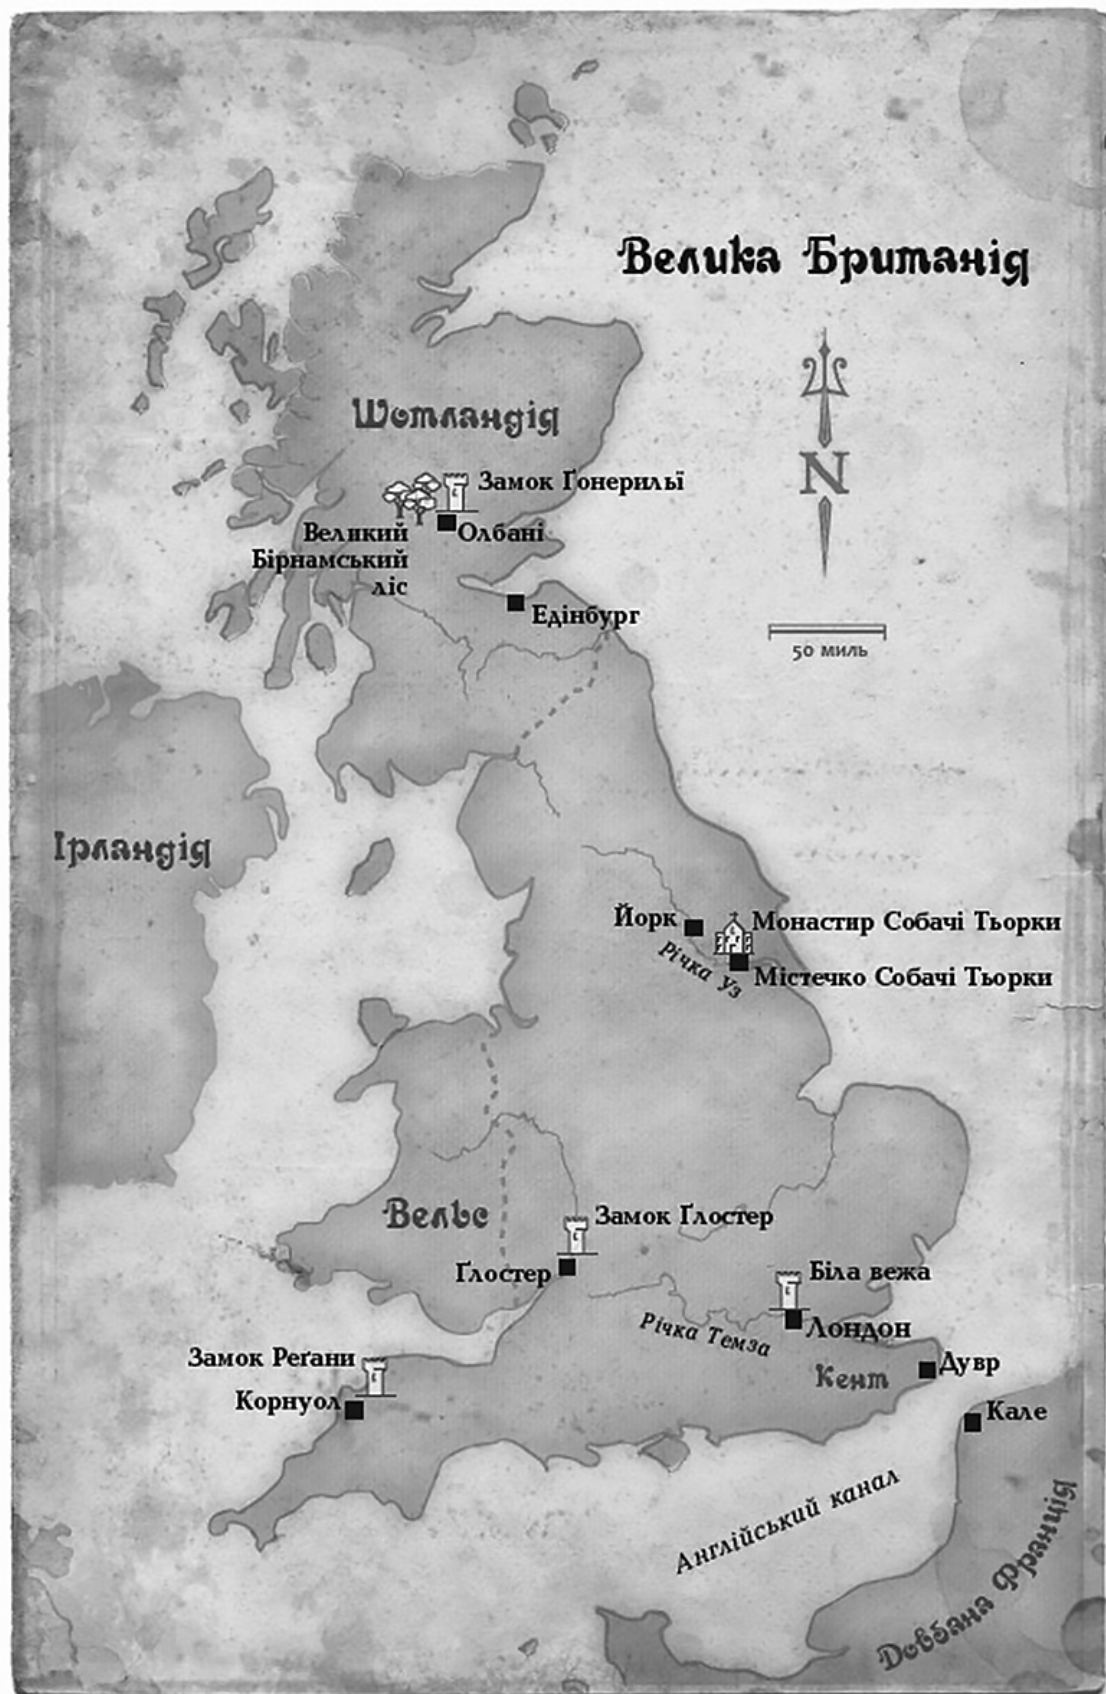 Велика Британія
N
50 миль
Шотландія
Замок Ґонерильї
Олбані
Великий
Бірнамський
ліс
Едінбург
Ірландія
Йорк
Монастир Собачі Тьорки
Містечко Собачі Тьорки
Річка Уз
Вельс
Замок Ґлостер
Ґлостер
Біла вежа
Лондон
Річка Темза
Замок Реґани
Корнуол
Кент
Дувр
Кале
Англійський канал
Довбана Франція